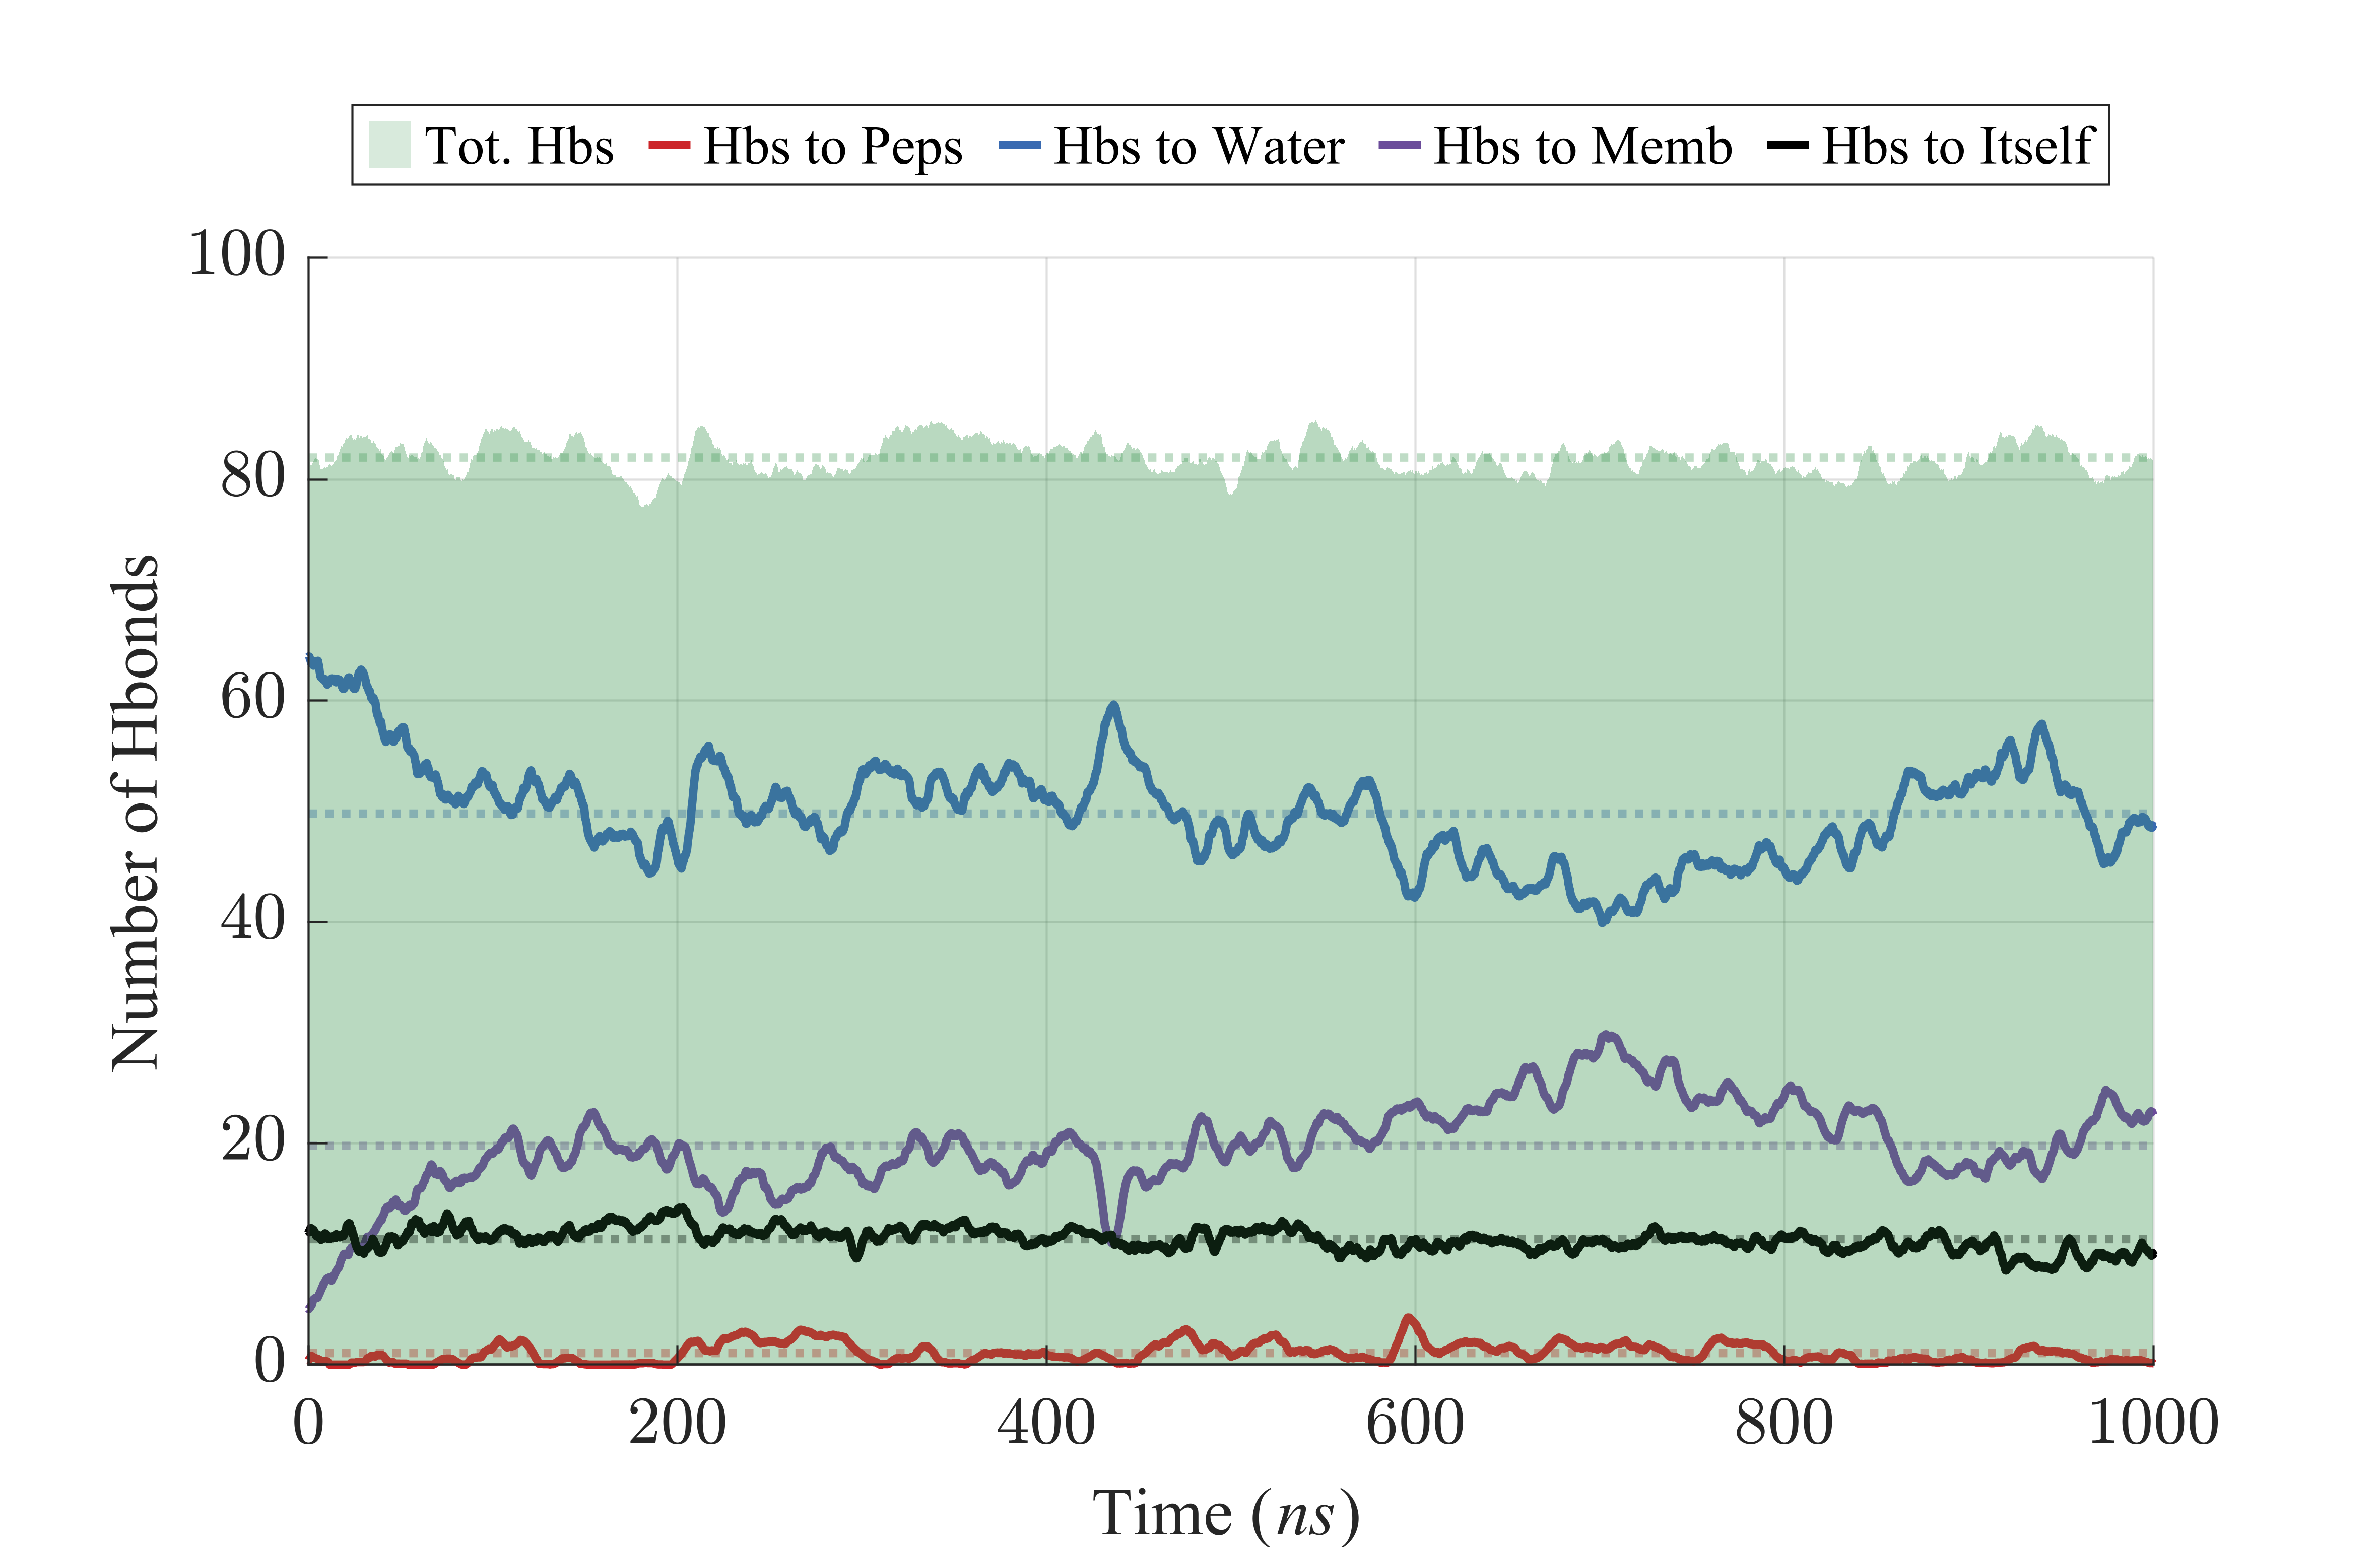 Tot. Hbs Hbs to Peps Hbs to Water Hbs to Memb Hbs to Itself
100
80
60
40
20
0
Number of Hbonds
0 200 400 600 800 1000
Time (ns)